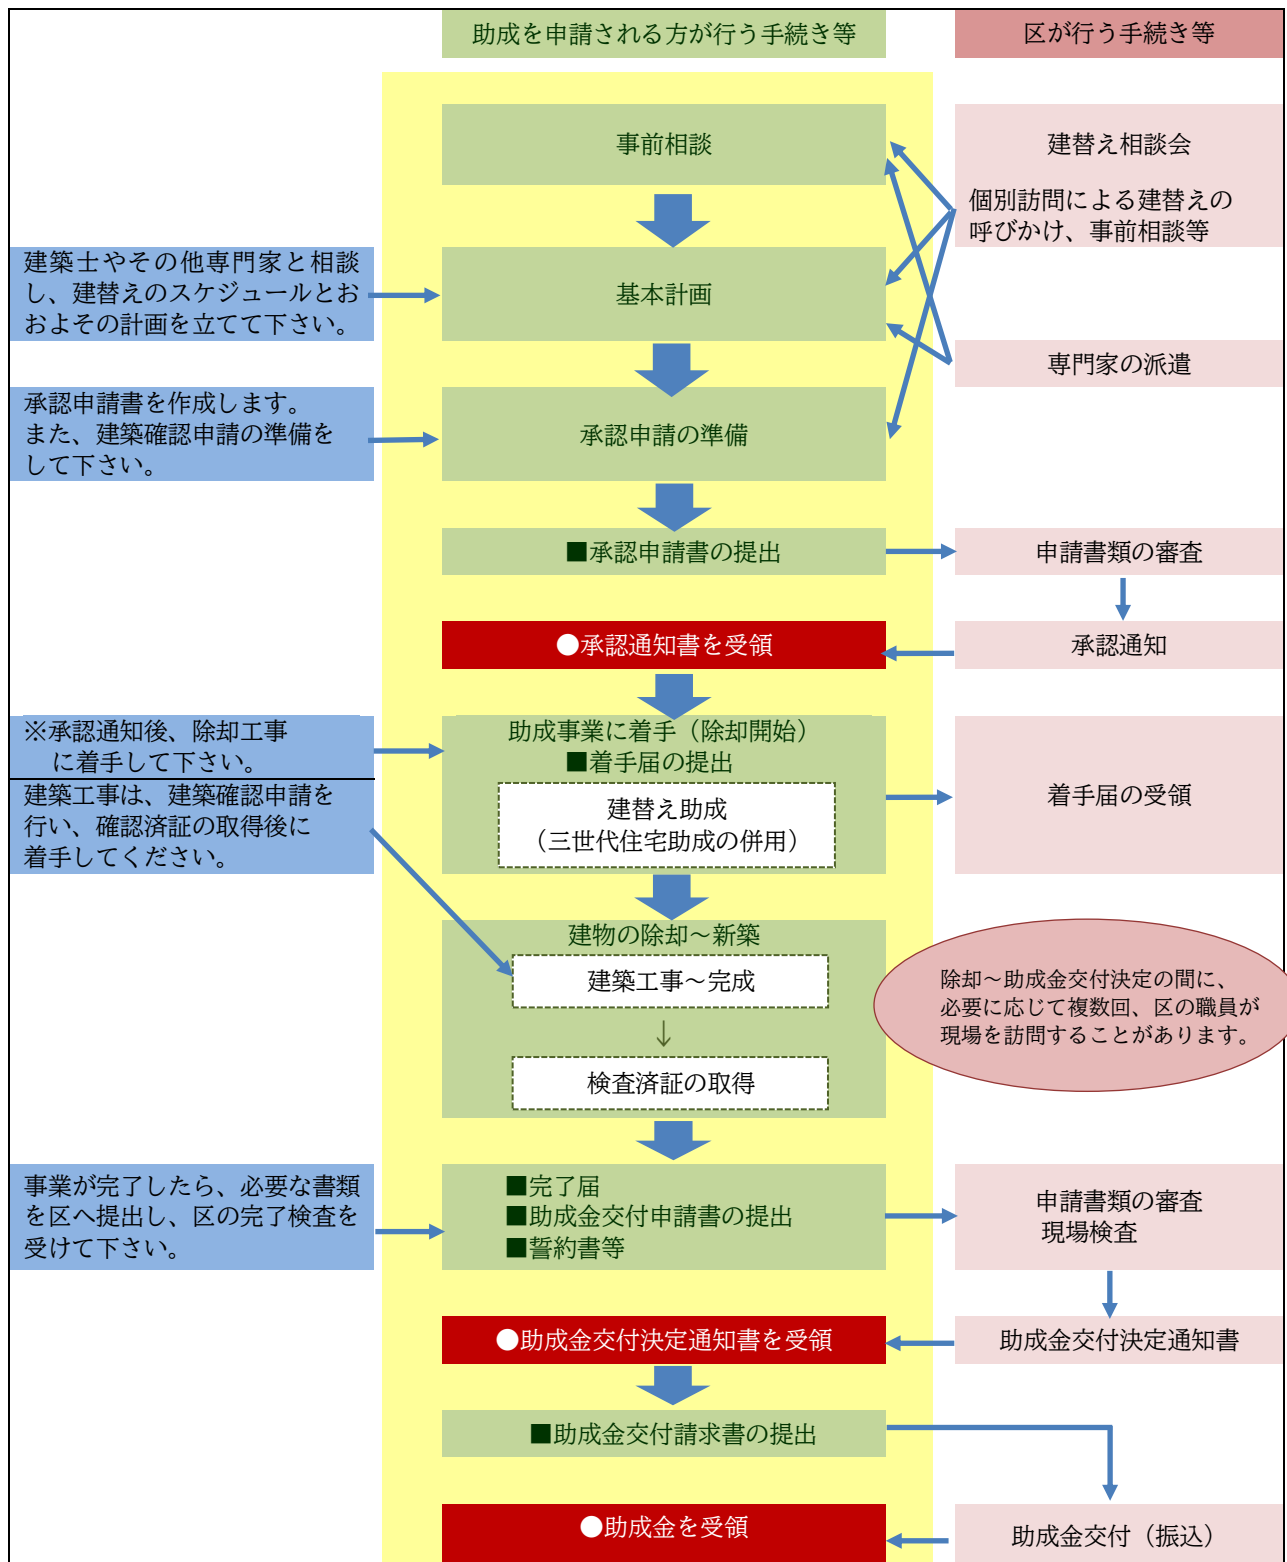 助成を申請される方が行う手続き等
区が行う手続き等
事前相談
建替え相談会
個別訪問による建替えの
呼びかけ、事前相談等
建築士やその他専門家と相談
し、建替えのスケジュールとお
およその計画を立てて下さい。
基本計画
専門家の派遣
承認申請書を作成します。
また、建築確認申請の準備を
して下さい。
承認申請の準備
■承認申請書の提出
申請書類の審査
●承認通知書を受領
承認通知
※承認通知後、除却工事
に着手して下さい。
建築工事は、建築確認申請を
行い、確認済証の取得後に
着手してください。
助成事業に着手（除却開始）
■着手届の提出
建替え助成
（三世代住宅助成の併用）
着手届の受領
建物の除却～新築
建築工事～完成
↓
検査済証の取得
除却～助成金交付決定の間に、
必要に応じて複数回、区の職員が
現場を訪問することがあります。
事業が完了したら、必要な書類
を区へ提出し、区の完了検査を
受けて下さい。
■完了届
■助成金交付申請書の提出
■誓約書等
申請書類の審査
現場検査
●助成金交付決定通知書を受領
助成金交付決定通知書
■助成金交付請求書の提出
●助成金を受領
助成金交付（振込）